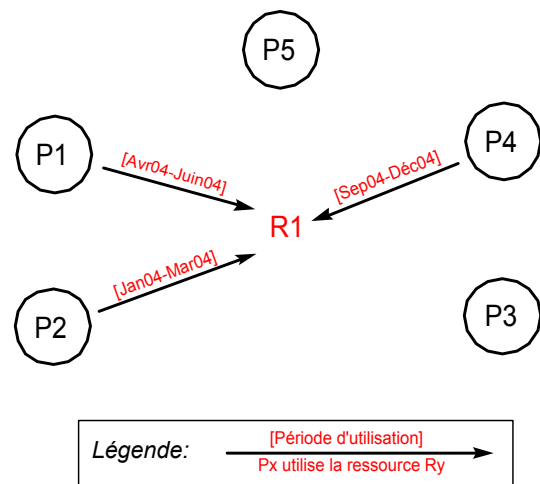 P5
P1
[Avr04-Juin04]
[Sep04-Déc04]
P4
R1
[Jan04-Mar04]
P2
P3
Légende:
[Période d'utilisation]
Px utilise la ressource Ry